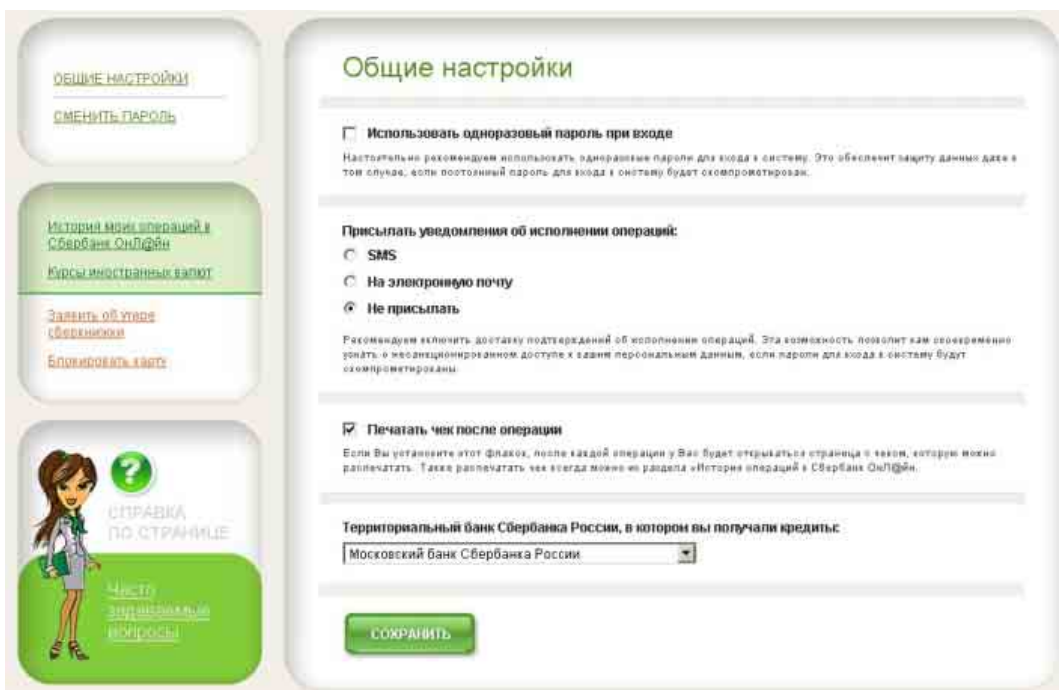 ОБЩИЕ НАСТРОЙКИ
СМЕНИТЬ ПАРОЛЬ
История моих операций в
Сбербанк ОнЛ@йн
Курсы иностранных валют
Заявить об утере
сберкнижки
Блокировать карту
СПРАВКА
ПО СТРАНИЦЕ
Часто
задаваемые
вопросы
Общие настройки
Использовать одноразовый пароль при входе
Настоятельно рекомендуем использовать одноразовые пароли для входа в систему. Это обеспечит защиту данных даже в
том случае, если постоянный пароль для входа в систему будет скомпрометирован.
Присылать уведомления об исполнении операций:
SMS
На электронную почту
Не присылать
Рекомендуем включить доставку подтверждений об исполнении операций. Эта возможность позволит вам своевременно
узнать о несанкционированном доступе к вашим персональным данным, если пароли для входа в систему будут
скомпрометированы.
Печатать чек после операции
Если Вы установите этот флажок, после каждой операции у Вас будет открываться страница с чеком, которую можно
распечатать. Также распечатать чек всегда можно из раздела «История операций в Сбербанк ОнЛ@йн.
Территориальный банк Сбербанка России, в котором вы получали кредиты:
Московский банк Сбербанка России
СОХРАНИТЬ